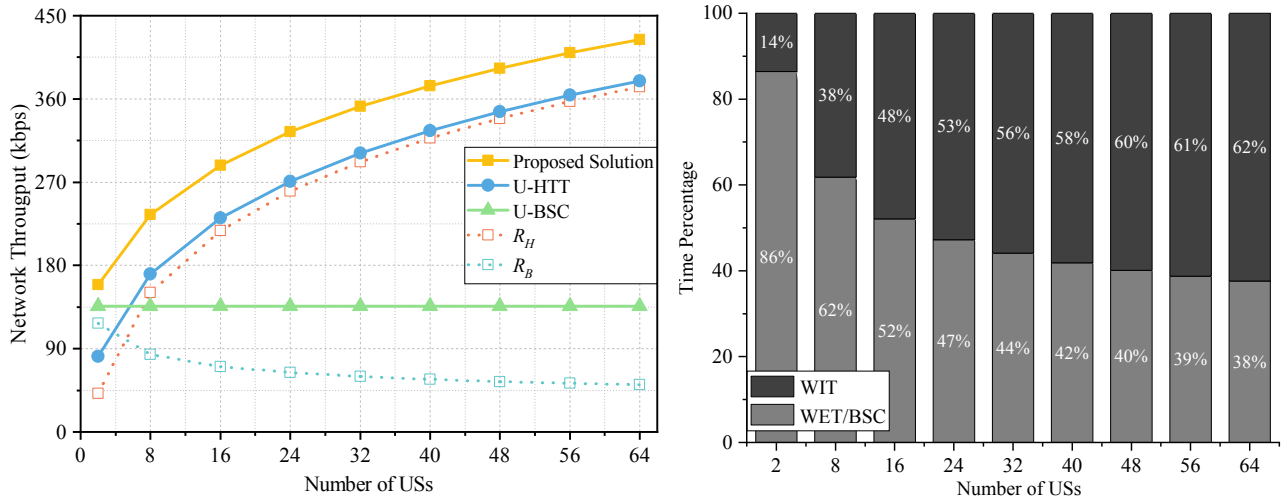 450
360
270
180
90
0
Network Througput (kbps)
Proposed Solution
U-HTT
U-BSC
R_H
R_B
0 8 16 24 32 40 48 56 64
Number of USs
100
80
60
40
20
0
Time Percentage
14% 38% 48% 53% 56% 58% 60% 61% 62%
86% 62% 52% 47% 44% 42% 40% 39% 38%
WIT
WET/BSC
2 8 16 24 32 40 48 56 64
Number of USs